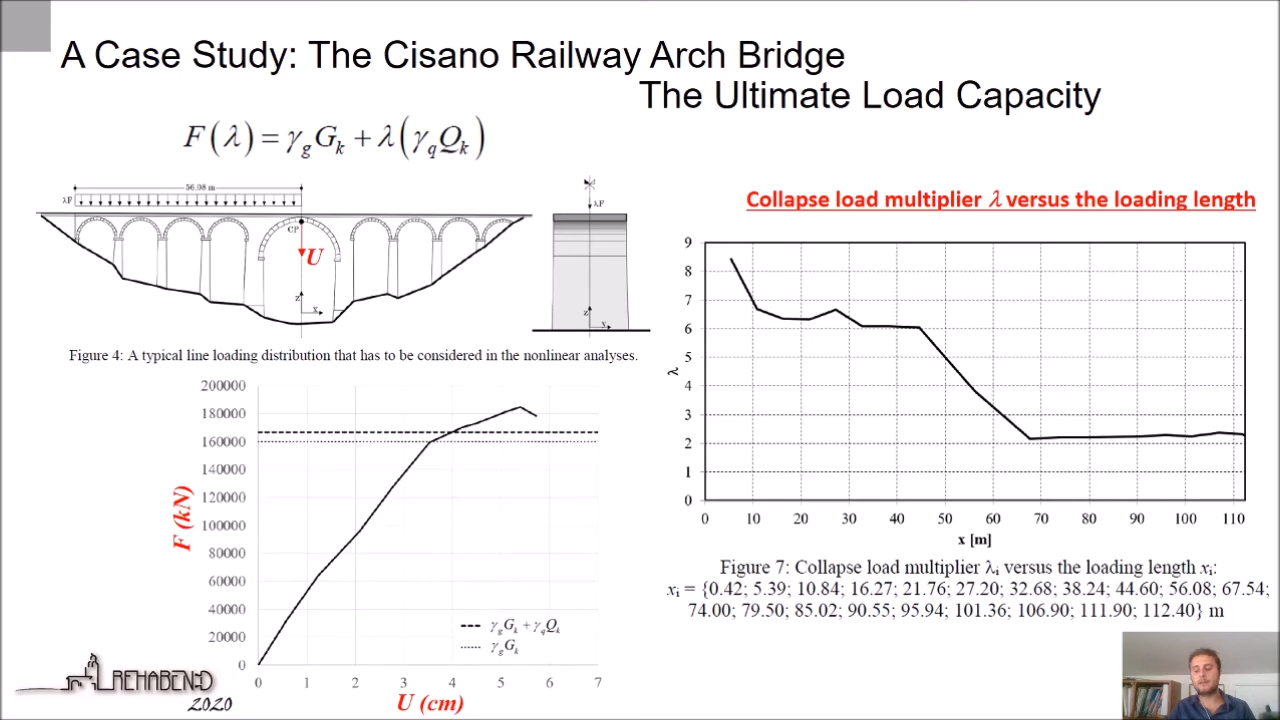 A Case Study: The Cisano Railway Arch Bridge
The Ultimate Load Capacity
F(λ) = γgGk + λ(γqQk)
56.08 m
λF
CP
U
z
x
d
λF
z
x
Figure 4: A typical line loading distribution that has to be considered in the nonlinear analyses.
200000
180000
160000
140000
120000
100000
80000
60000
40000
20000
0
F (kN)
γgGk + γqQk
γgGk
0 1 2 3 4 5 6 7
U (cm)
Collapse load multiplier λ versus the loading length
9
8
7
6
5
4
3
2
1
0
λ
0 10 20 30 40 50 60 70 80 90 100 110
x [m]
Figure 7: Collapse load multiplier λi versus the loading length xi:
xi = {0.42; 5.39; 10.84; 16.27; 21.76; 27.20; 32.68; 38.24; 44.60; 56.08; 67.54;
74.00; 79.50; 85.02; 90.55; 95.94; 101.36; 106.90; 111.90; 112.40} m
REHABEND
2020